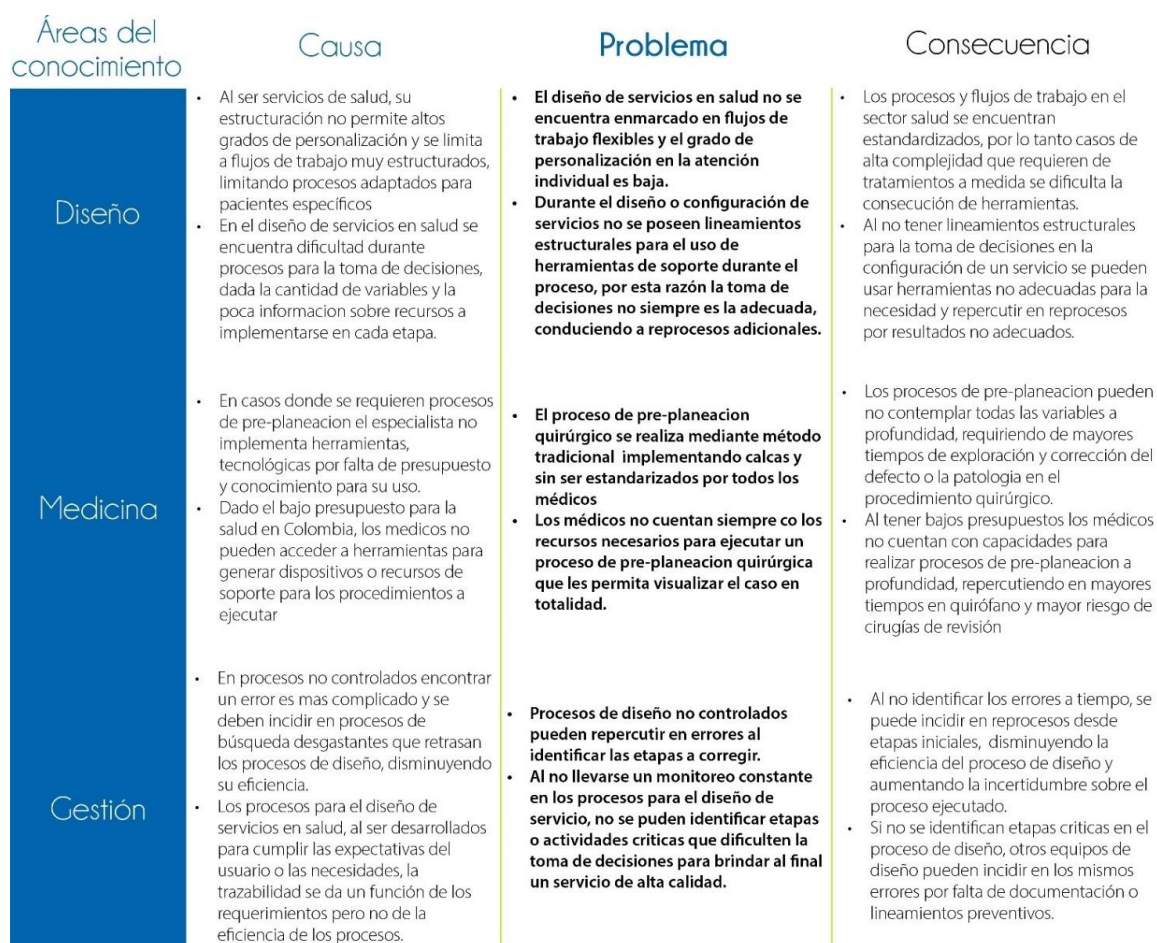 Áreas del
conocimiento
Causa
Problema
Consecuencia
Diseño
• Al ser servicios de salud, su
estructuración no permite altos
grados de personalización y se limita
a flujos de trabajo muy estructurados,
limitando procesos adaptados para
pacientes específicos
• En el diseño de servicios en salud se
encuentra dificultad durante
procesos para la toma de decisiones,
dada la cantidad de variables y la
poca informacion sobre recursos a
implementarse en cada etapa.
• El diseño de servicios en salud no se
encuentra enmarcado en flujos de
trabajo flexibles y el grado de
personalización en la atención
individual es baja.
• Durante el diseño o configuración de
servicios no se poseen lineamientos
estructurales para el uso de
herramientas de soporte durante el
proceso, por esta razón la toma de
decisiones no siempre es la adecuada,
conduciendo a reprocesos adicionales.
• Los procesos y flujos de trabajo en el
sector salud se encuentran
estandarizados, por lo tanto casos de
alta complejidad que requieren de
tratamientos a medida se dificulta la
consecución de herramientas.
• Al no tener lineamientos estructurales
para la toma de decisiones en la
configuración de un servicio se pueden
usar herramientas no adecuadas para la
necesidad y repercutir en reprocesos
por resultados no adecuados.
Medicina
• En casos donde se requieren procesos
de pre-planeacion el especialista no
implementa herramientas,
tecnológicas por falta de presupuesto
y conocimiento para su uso.
• Dado el bajo presupuesto para la
salud en Colombia, los medicos no
pueden acceder a herramientas para
generar dispositivos o recursos de
soporte para los procedimientos a
ejecutar
• El proceso de pre-planeacion
quirúrgico se realiza mediante método
tradicional implementando calcas y
sin ser estandarizados por todos los
médicos
• Los médicos no cuentan siempre co los
recursos necesarios para ejecutar un
proceso de pre-planeacion quirúrgica
que les permita visualizar el caso en
totalidad.
• Los procesos de pre-planeacion pueden
no contemplar todas las variables a
profundidad, requiriendo de mayores
tiempos de exploración y corrección del
defecto o la patologia en el
procedimiento quirúrgico.
• Al tener bajos presupuestos los médicos
no cuentan con capacidades para
realizar procesos de pre-planeacion a
profundidad, repercutiendo en mayores
tiempos en quirófano y mayor riesgo de
cirugías de revisión
Gestión
• En procesos no controlados encontrar
un error es mas complicado y se
deben incidir en procesos de
búsqueda desgastantes que retrasan
los procesos de diseño, disminuyendo
su eficiencia.
• Los procesos para el diseño de
servicios en salud, al ser desarrollados
para cumplir las expectativas del
usuario o las necesidades, la
trazabilidad se da un función de los
requerimientos pero no de la
eficiencia de los procesos.
• Procesos de diseño no controlados
pueden repercutir en errores al
identificar las etapas a corregir.
• Al no llevarse un monitoreo constante
en los procesos para el diseño de
servicio, no se puden identificar etapas
o actividades criticas que dificulten la
toma de decisiones para brindar al final
un servicio de alta calidad.
• Al no identificar los errores a tiempo, se
puede incidir en reprocesos desde
etapas iniciales, disminuyendo la
eficiencia del proceso de diseño y
aumentando la incertidumbre sobre el
proceso ejecutado.
• Si no se identifican etapas criticas en el
proceso de diseño, otros equipos de
diseño pueden incidir en los mismos
errores por falta de documentación o
lineamientos preventivos.